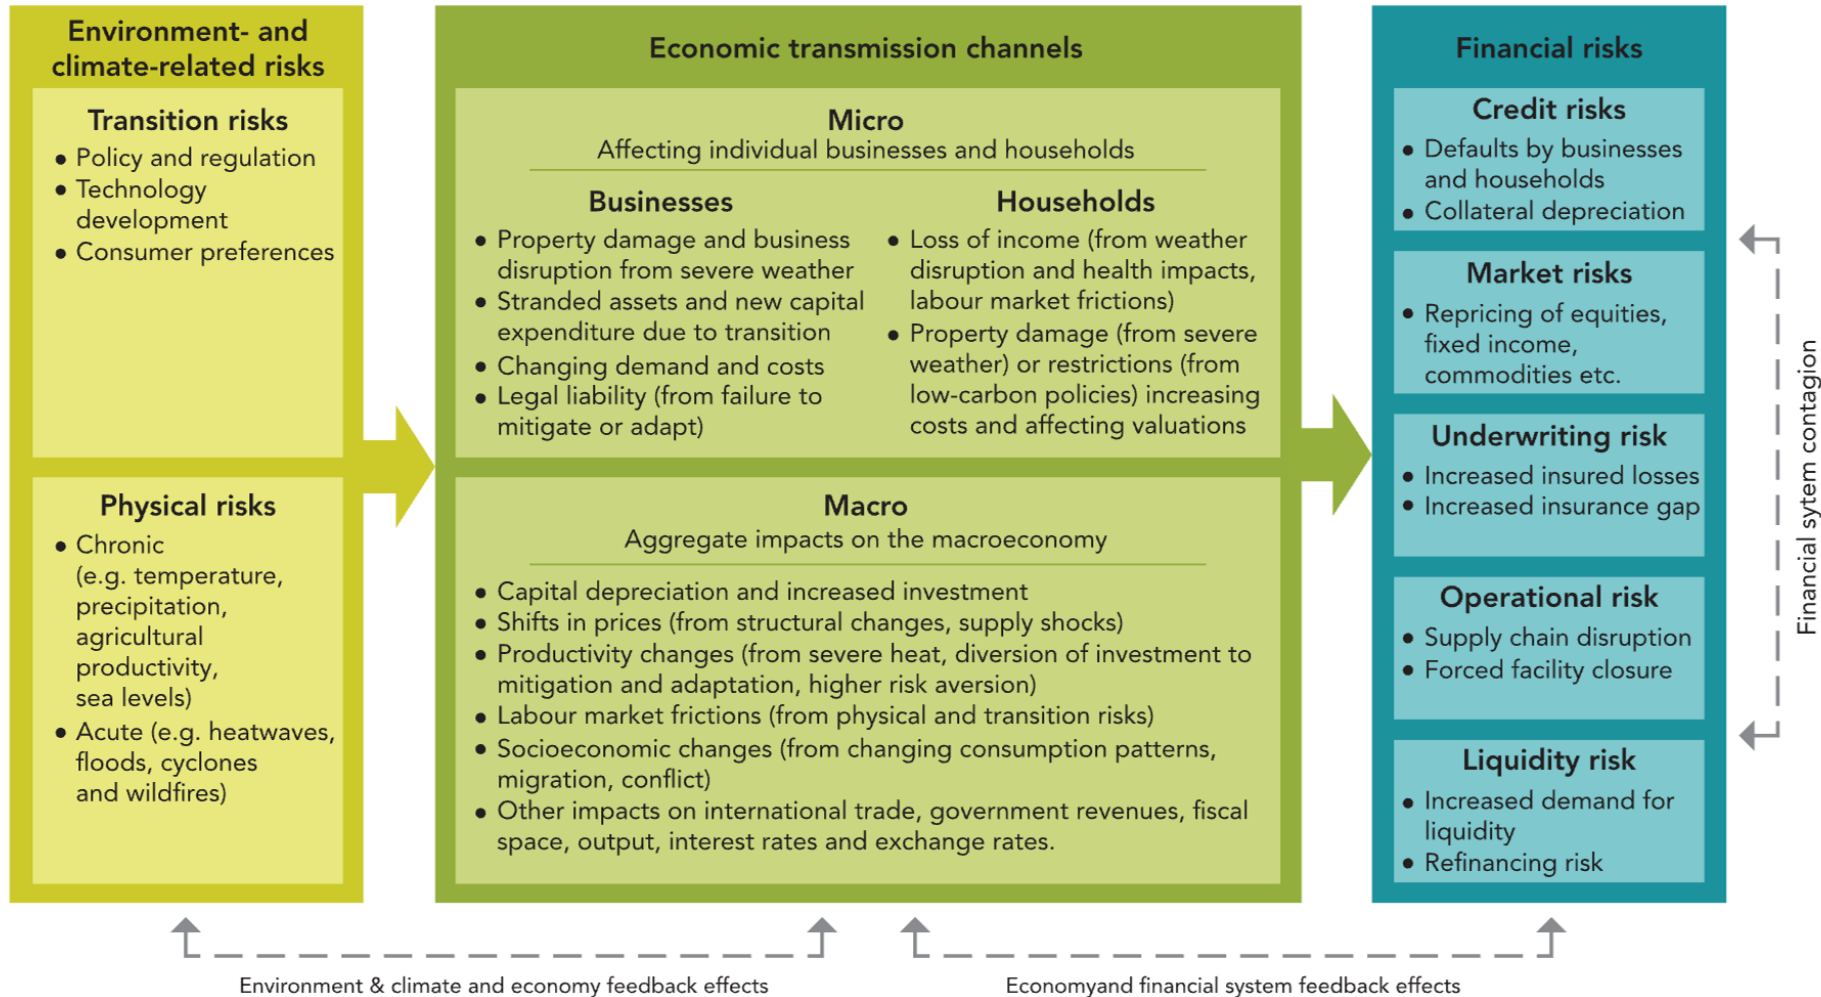 Environment- and
climate-related risks
Transition risks
• Policy and regulation
• Technology
development
• Consumer preferences
Physical risks
• Chronic
(e.g. temperature,
precipitation,
agricultural
productivity,
sea levels)
• Acute (e.g. heatwaves,
floods, cyclones
and wildfires)
Economic transmission channels
Micro
Affecting individual businesses and households
Businesses
• Property damage and business
disruption from severe weather
• Stranded assets and new capital
expenditure due to transition
• Changing demand and costs
• Legal liability (from failure to
mitigate or adapt)
Households
• Loss of income (from weather
disruption and health impacts,
labour market frictions)
• Property damage (from severe
weather) or restrictions (from
low-carbon policies) increasing
costs and affecting valuations
Macro
Aggregate impacts on the macroeconomy
• Capital depreciation and increased investment
• Shifts in prices (from structural changes, supply shocks)
• Productivity changes (from severe heat, diversion of investment to
mitigation and adaptation, higher risk aversion)
• Labour market frictions (from physical and transition risks)
• Socioeconomic changes (from changing consumption patterns,
migration, conflict)
• Other impacts on international trade, government revenues, fiscal
space, output, interest rates and exchange rates.
Financial risks
Credit risks
• Defaults by businesses
and households
• Collateral depreciation
Market risks
• Repricing of equities,
fixed income,
commodities etc.
Underwriting risk
• Increased insured losses
• Increased insurance gap
Operational risk
• Supply chain disruption
• Forced facility closure
Liquidity risk
• Increased demand for
liquidity
• Refinancing risk
Financial sytem contagion
Environment & climate and economy feedback effects
Economyand financial system feedback effects